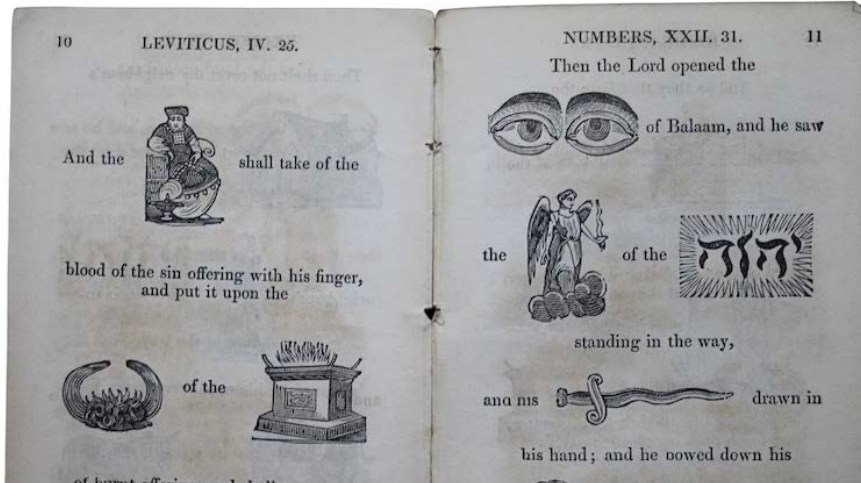 10 LEVITICUS, IV. 25.
And the shall take of the
blood of the sin offering with his finger,
and put it upon the
of the
of burnt offering
NUMBERS, XXII. 31. 11
Then the Lord opened the
of Balaam, and he saw
the of the יהוה
standing in the way,
and his drawn in
his hand; and he bowed down his